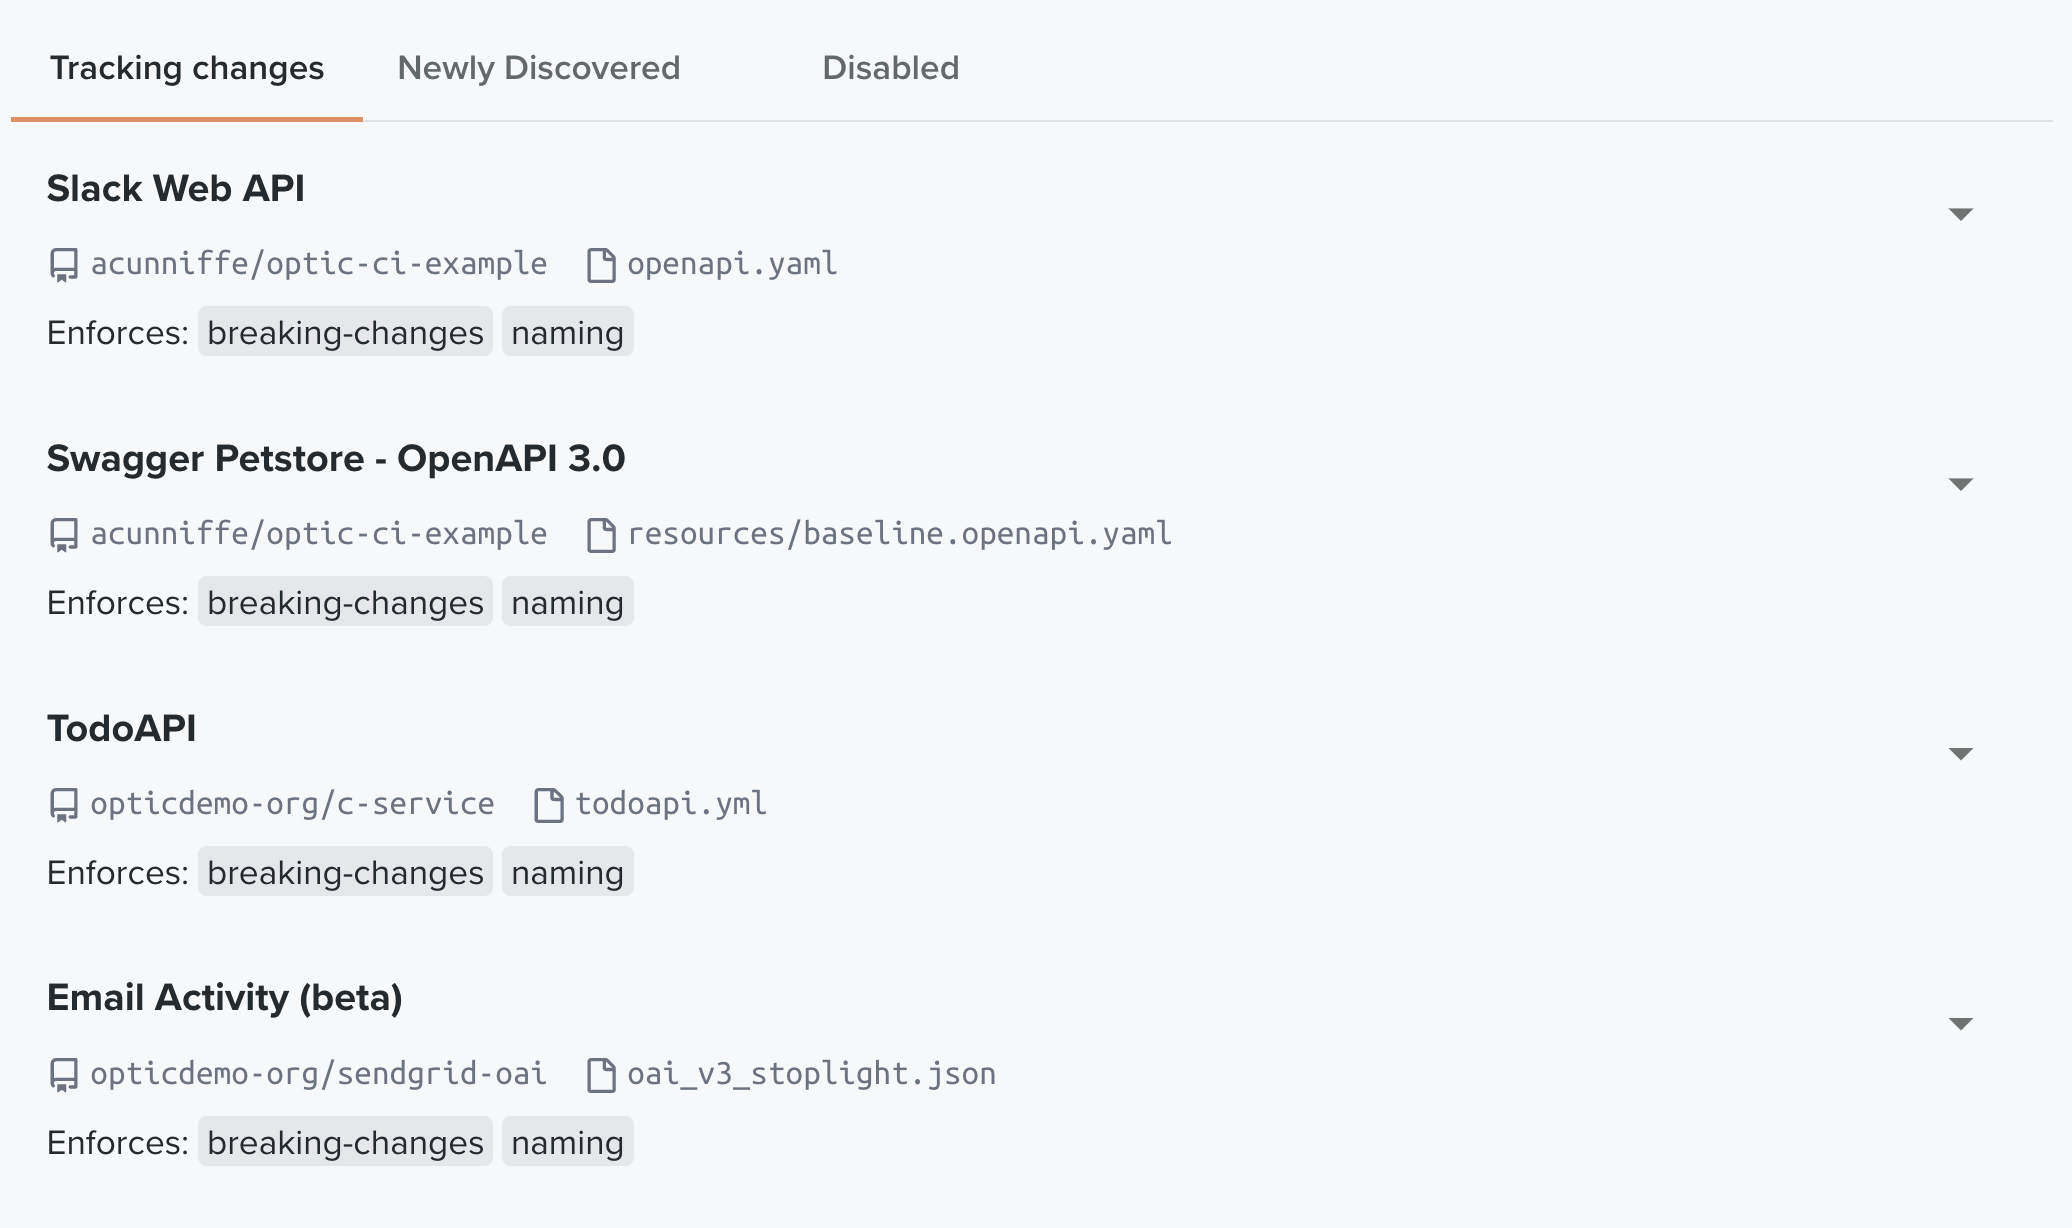 Tracking changes Newly Discovered Disabled
Slack Web API
acunniffe/optic-ci-example openapi.yaml
Enforces: breaking-changes naming
Swagger Petstore - OpenAPI 3.0
acunniffe/optic-ci-example resources/baseline.openapi.yaml
Enforces: breaking-changes naming
TodoAPI
opticdemo-org/c-service todoapi.yml
Enforces: breaking-changes naming
Email Activity (beta)
opticdemo-org/sendgrid-oai oai_v3_stoplight.json
Enforces: breaking-changes naming